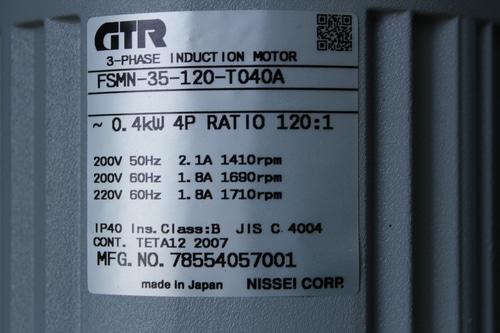 GTR
3-PHASE INDUCTION MOTOR
FSMN-35-120-T040A
~ 0.4kW 4P RATIO 120:1
200V 50Hz 2.1A 1410rpm
200V 60Hz 1.8A 1690rpm
220V 60Hz 1.8A 1710rpm
IP40 Ins.Class:B JIS C 4004
CONT. TETA12 2007
MFG.NO. 78554057001
made in Japan NISSEI CORP.